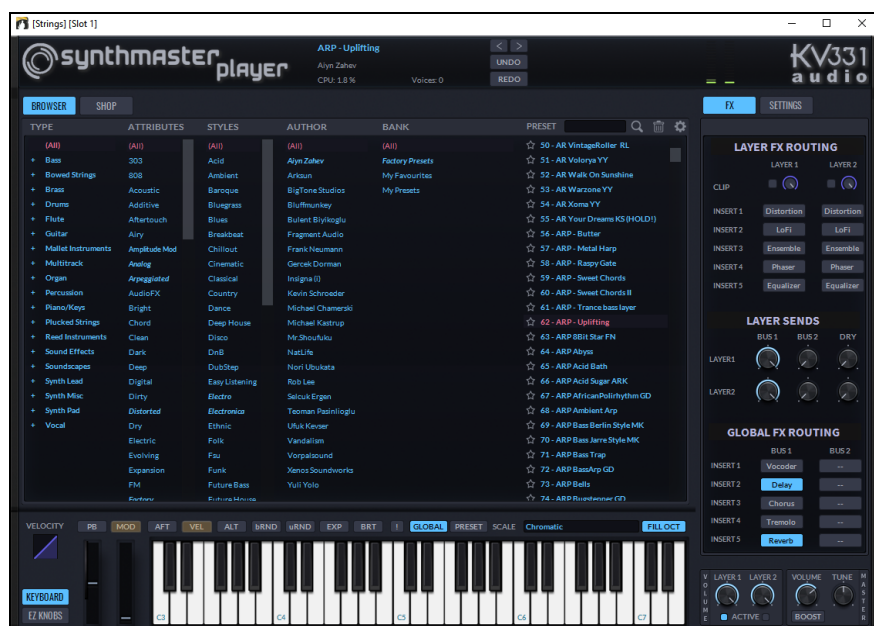 [Strings] [Slot 1]
synthmaster player
ARP - Uplifting
Aiyn Zahev
CPU: 1.8 % Voices: 0
< >
UNDO
REDO
KV331 audio
BROWSER SHOP
FX SETTINGS
TYPE ATTRIBUTES STYLES AUTHOR BANK PRESET
(All) (All) (All) (All) (All) 50 - AR VintageRoller RL
+ Bass 303 Acid Aiyn Zahev Factory Presets 51 - AR Volorya YY
+ Bowed Strings 808 Ambient Arksun My Favourites 52 - AR Walk On Sunshine
+ Brass Acoustic Baroque BigTone Studios My Presets 53 - AR Warzone YY
+ Drums Additive Bluegrass Bluffmunkey 54 - AR Xoma YY
+ Flute Aftertouch Blues Bulent Biyikoglu 55 - AR Your Dreams KS (HOLD!)
+ Guitar Airy Breakbeat Fragment Audio 56 - ARP - Butter
+ Mallet Instruments Amplitude Mod Chillout Frank Neumann 57 - ARP - Metal Harp
+ Multitrack Analog Cinematic Gercek Dorman 58 - ARP - Raspy Gate
+ Organ Arpeggiated Classical Insigna (i) 59 - ARP - Sweet Chords
+ Percussion AudioFX Country Kevin Schroeder 60 - ARP - Sweet Chords II
+ Piano/Keys Bright Dance Michael Chamerski 61 - ARP - Trance bass layer
+ Plucked Strings Chord Deep House Michael Kastrup 62 - ARP - Uplifting
+ Reed Instruments Clean Disco Mr.Shoufuku 63 - ARP 8Bit Star FN
+ Sound Effects Dark DnB NatLife 64 - ARP Abyss
+ Soundscapes Deep DubStep Nori Ubukata 65 - ARP Acid Bath
+ Synth Lead Digital Easy Listening Rob Lee 66 - ARP Acid Sugar ARK
+ Synth Misc Dirty Electro Selcuk Ergen 67 - ARP AfricanPolirhythm GD
+ Synth Pad Distorted Electronica Teoman Pasinlioglu 68 - ARP Ambient Arp
+ Vocal Dry Ethnic Ufuk Kevser 69 - ARP Bass Berlin Style MK
Electric Folk Vandalism 70 - ARP Bass Jarre Style MK
Evolving Fsu Vorpalsound 71 - ARP Bass Trap
Expansion Funk Xenos Soundworks 72 - ARP BassArp GD
FM Future Bass Yuli Yolo 73 - ARP Bells
Factory Future House 74 - ARP Bugstepper GD
LAYER FX ROUTING
LAYER 1 LAYER 2
CLIP
INSERT 1 Distortion Distortion
INSERT 2 LoFi LoFi
INSERT 3 Ensemble Ensemble
INSERT 4 Phaser Phaser
INSERT 5 Equalizer Equalizer
LAYER SENDS
BUS 1 BUS 2 DRY
LAYER1
LAYER2
GLOBAL FX ROUTING
BUS 1 BUS 2
INSERT 1 Vocoder --
INSERT 2 Delay --
INSERT 3 Chorus --
INSERT 4 Tremolo --
INSERT 5 Reverb --
VELOCITY PB MOD AFT VEL ALT bRND uRND EXP BRT ! GLOBAL PRESET SCALE Chromatic FILL OCT
KEYBOARD
EZ KNOBS
C3 C4 C5 C6 C7
VOLUME LAYER 1 LAYER 2 VOLUME TUNE MASTER
ACTIVE BOOST